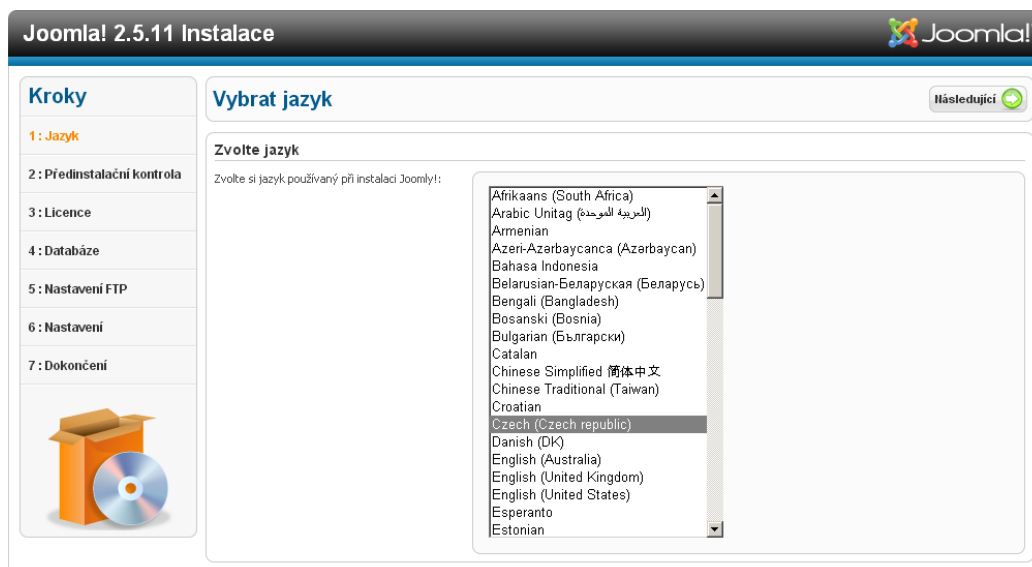 Joomla! 2.5.11 Instalace
Joomla!
Kroky
1 : Jazyk
2 : Předinstalační kontrola
3 : Licence
4 : Databáze
5 : Nastavení FTP
6 : Nastavení
7 : Dokončení
Vybrat jazyk
Následující
Zvolte jazyk
Zvolte si jazyk používaný při instalaci Joomly!:
Afrikaans (South Africa)
Arabic Unitag (العربية الموحدة)
Armenian
Azeri-Azərbaycanca (Azərbaycan)
Bahasa Indonesia
Belarusian-Беларуская (Беларусь)
Bengali (Bangladesh)
Bosanski (Bosnia)
Bulgarian (Български)
Catalan
Chinese Simplified 简体中文
Chinese Traditional (Taiwan)
Croatian
Czech (Czech republic)
Danish (DK)
English (Australia)
English (United Kingdom)
English (United States)
Esperanto
Estonian